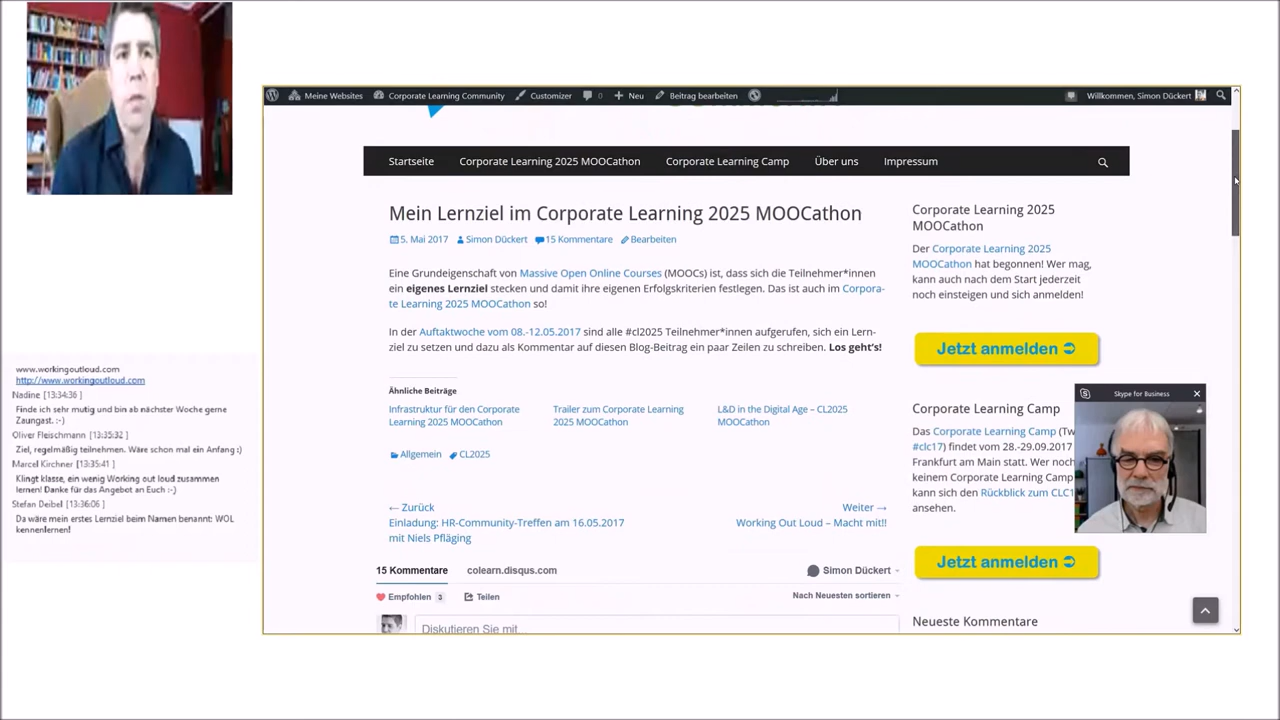 Meine Websites
Corporate Learning Community
Customizer
0
Neu
Beitrag bearbeiten
Willkommen, Simon Dückert
Startseite
Corporate Learning 2025 MOOCathon
Corporate Learning Camp
Über uns
Impressum
Mein Lernziel im Corporate Learning 2025 MOOCathon
5. Mai 2017
Simon Dückert
15 Kommentare
Bearbeiten
Eine Grundeigenschaft von Massive Open Online Courses (MOOCs) ist, dass sich die Teilnehmer*innen
ein eigenes Lernziel stecken und damit ihre eigenen Erfolgskriterien festlegen. Das ist auch im Corpora-
te Learning 2025 MOOCathon so!
In der Auftaktwoche vom 08.-12.05.2017 sind alle #cl2025 Teilnehmer*innen aufgerufen, sich ein Lern-
ziel zu setzen und dazu als Kommentar auf diesen Blog-Beitrag ein paar Zeilen zu schreiben. Los geht's!
Ähnliche Beiträge
Infrastruktur für den Corporate
Learning 2025 MOOCathon
Trailer zum Corporate Learning
2025 MOOCathon
L&D in the Digital Age – CL2025
MOOCathon
Allgemein
CL2025
← Zurück
Einladung: HR-Community-Treffen am 16.05.2017
mit Niels Pfläging
Weiter →
Working Out Loud – Macht mit!!
15 Kommentare
colearn.disqus.com
Simon Dückert
Empfohlen 3
Teilen
Nach Neuesten sortieren
Diskutieren Sie mit...
Corporate Learning 2025
MOOCathon
Der Corporate Learning 2025
MOOCathon hat begonnen! Wer mag,
kann auch nach dem Start jederzeit
noch einsteigen und sich anmelden!
Jetzt anmelden
Corporate Learning Camp
Das Corporate Learning Camp (Tw
#clc17) findet vom 28.-29.09.2017
Frankfurt am Main statt. Wer noch
keinem Corporate Learning Camp
kann sich den Rückblick zum CLC1
ansehen.
Jetzt anmelden
Neueste Kommentare
Skype for Business
www.workingoutloud.com
http://www.workingoutloud.com
Nadine [13:34:36]
Finde ich sehr mutig und bin ab nächster Woche gerne
Zaungast. :-)
Oliver Fleischmann [13:35:32]
Ziel, regelmäßig teilnehmen. Wäre schon mal ein Anfang :)
Marcel Kirchner [13:35:41]
Klingt klasse, ein wenig Working out loud zusammen
lernen! Danke für das Angebot an Euch :-)
Stefan Deibel [13:36:06]
Da wäre mein erstes Lernziel beim Namen benannt: WOL
kennenlernen!